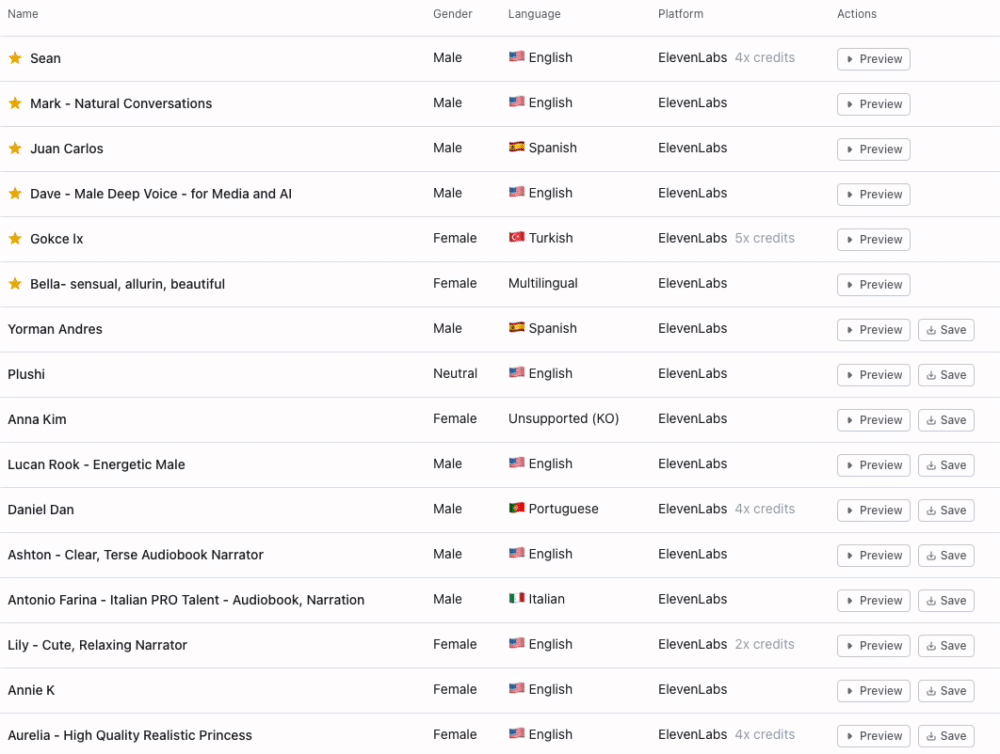 Name Gender Language Platform Actions
Sean Male English ElevenLabs 4x credits Preview
Mark - Natural Conversations Male English ElevenLabs Preview
Juan Carlos Male Spanish ElevenLabs Preview
Dave - Male Deep Voice - for Media and AI Male English ElevenLabs Preview
Gokce Ix Female Turkish ElevenLabs 5x credits Preview
Bella- sensual, allurin, beautiful Female Multilingual ElevenLabs Preview
Yorman Andres Male Spanish ElevenLabs Preview Save
Plushi Neutral English ElevenLabs Preview Save
Anna Kim Female Unsupported (KO) ElevenLabs Preview Save
Lucan Rook - Energetic Male Male English ElevenLabs Preview Save
Daniel Dan Male Portuguese ElevenLabs 4x credits Preview Save
Ashton - Clear, Terse Audiobook Narrator Male English ElevenLabs Preview Save
Antonio Farina - Italian PRO Talent - Audiobook, Narration Male Italian ElevenLabs Preview Save
Lily - Cute, Relaxing Narrator Female English ElevenLabs 2x credits Preview Save
Annie K Female English ElevenLabs Preview Save
Aurelia - High Quality Realistic Princess Female English ElevenLabs 4x credits Preview Save